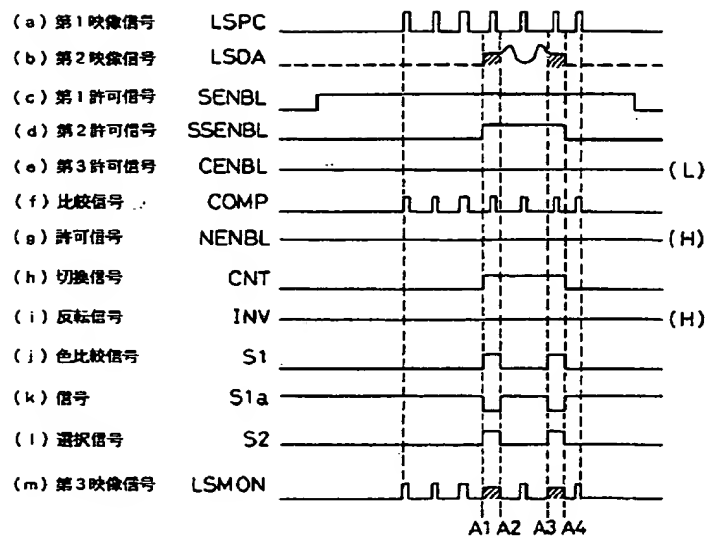 (a) 第1映像信号 LSPC
(b) 第2映像信号 LSDA
(c) 第1許可信号 SENBL
(d) 第2許可信号 SSENBL
(e) 第3許可信号 CENBL (L)
(f) 比較信号 COMP
(g) 許可信号 NENBL (H)
(h) 切換信号 CNT
(i) 反転信号 INV (H)
(j) 色比較信号 S1
(k) 信号 S1a
(l) 選択信号 S2
(m) 第3映像信号 LSMON
A1 A2 A3 A4